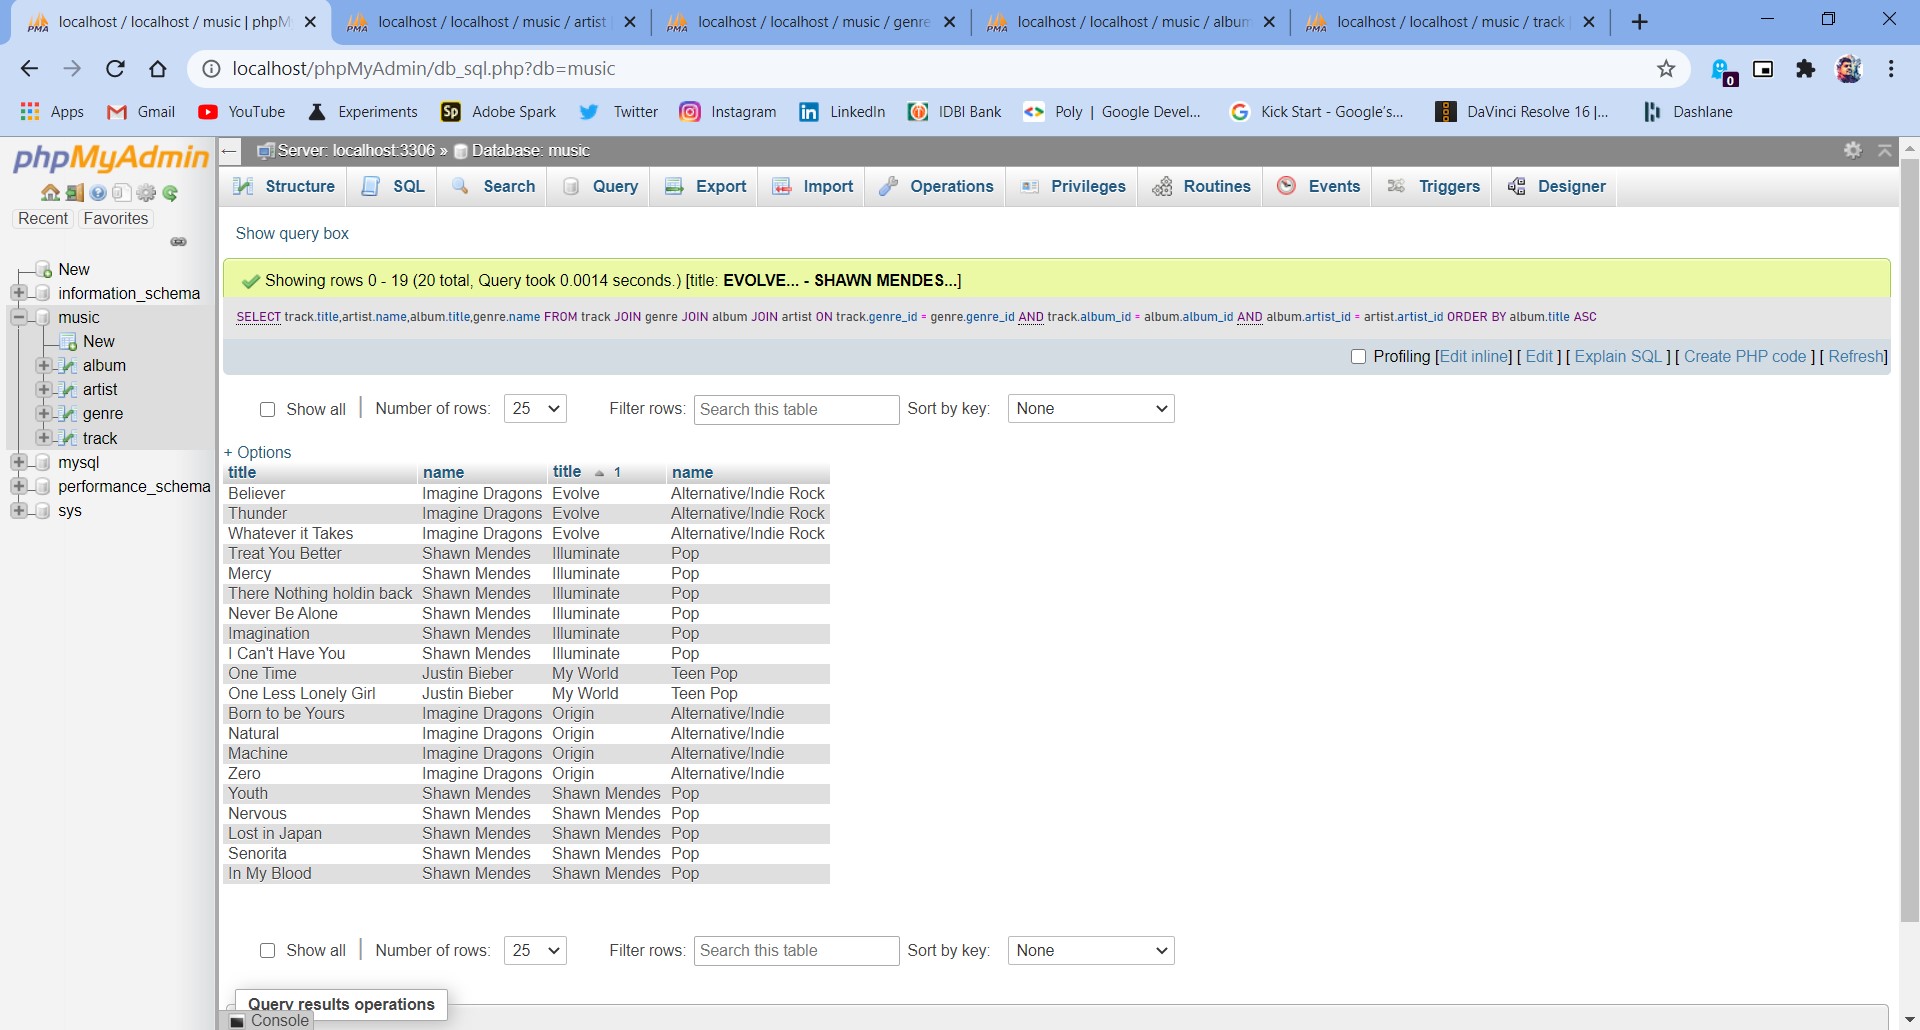 localhost / localhost / music | phpM
localhost / localhost / music / artist
localhost / localhost / music / genre
localhost / localhost / music / album
localhost / localhost / music / track
localhost/phpMyAdmin/db_sql.php?db=music
0
Apps Gmail YouTube Experiments Adobe Spark Twitter Instagram LinkedIn IDBI Bank Poly | Google Devel... Kick Start - Google's... DaVinci Resolve 16 |... Dashlane
phpMyAdmin
Recent Favorites
New
information_schema
music
New
album
artist
genre
track
mysql
performance_schema
sys
Server: localhost:3306 » Database: music
Structure SQL Search Query Export Import Operations Privileges Routines Events Triggers Designer
Show query box
Showing rows 0 - 19 (20 total, Query took 0.0014 seconds.) [title: EVOLVE... - SHAWN MENDES...]
SELECT track.title,artist.name,album.title,genre.name FROM track JOIN genre JOIN album JOIN artist ON track.genre_id = genre.genre_id AND track.album_id = album.album_id AND album.artist_id = artist.artist_id ORDER BY album.title ASC
Profiling [Edit inline] [ Edit ] [ Explain SQL ] [ Create PHP code ] [ Refresh]
Show all | Number of rows: 25 Filter rows: Search this table Sort by key: None
+ Options
title name title 1 name
Believer Imagine Dragons Evolve Alternative/Indie Rock
Thunder Imagine Dragons Evolve Alternative/Indie Rock
Whatever it Takes Imagine Dragons Evolve Alternative/Indie Rock
Treat You Better Shawn Mendes Illuminate Pop
Mercy Shawn Mendes Illuminate Pop
There Nothing holdin back Shawn Mendes Illuminate Pop
Never Be Alone Shawn Mendes Illuminate Pop
Imagination Shawn Mendes Illuminate Pop
I Can't Have You Shawn Mendes Illuminate Pop
One Time Justin Bieber My World Teen Pop
One Less Lonely Girl Justin Bieber My World Teen Pop
Born to be Yours Imagine Dragons Origin Alternative/Indie
Natural Imagine Dragons Origin Alternative/Indie
Machine Imagine Dragons Origin Alternative/Indie
Zero Imagine Dragons Origin Alternative/Indie
Youth Shawn Mendes Shawn Mendes Pop
Nervous Shawn Mendes Shawn Mendes Pop
Lost in Japan Shawn Mendes Shawn Mendes Pop
Senorita Shawn Mendes Shawn Mendes Pop
In My Blood Shawn Mendes Shawn Mendes Pop
Show all | Number of rows: 25 Filter rows: Search this table Sort by key: None
Query results operations
Console